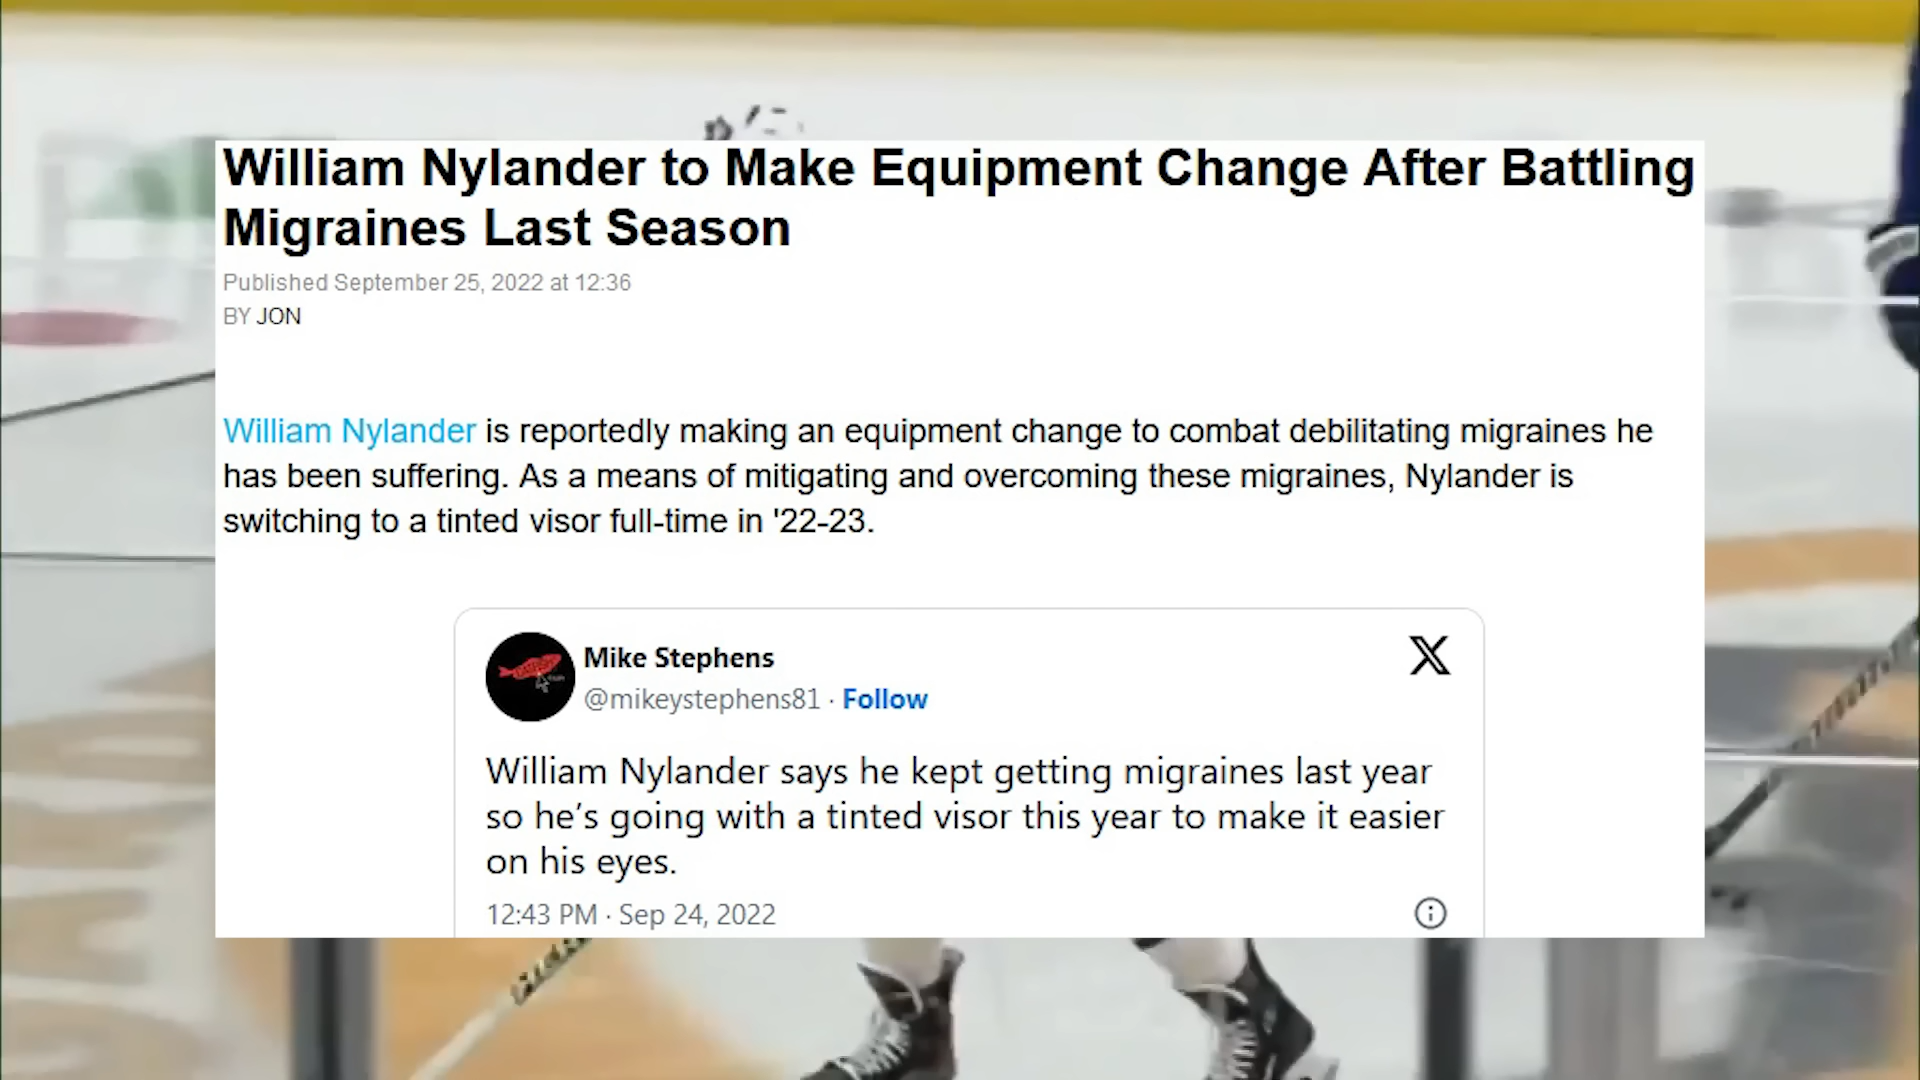 William Nylander to Make Equipment Change After Battling
Migraines Last Season
Published September 25, 2022 at 12:36
BY JON
William Nylander is reportedly making an equipment change to combat debilitating migraines he
has been suffering. As a means of mitigating and overcoming these migraines, Nylander is
switching to a tinted visor full-time in '22-23.
Mike Stephens
@mikeystephens81 · Follow
William Nylander says he kept getting migraines last year
so he’s going with a tinted visor this year to make it easier
on his eyes.
12:43 PM · Sep 24, 2022